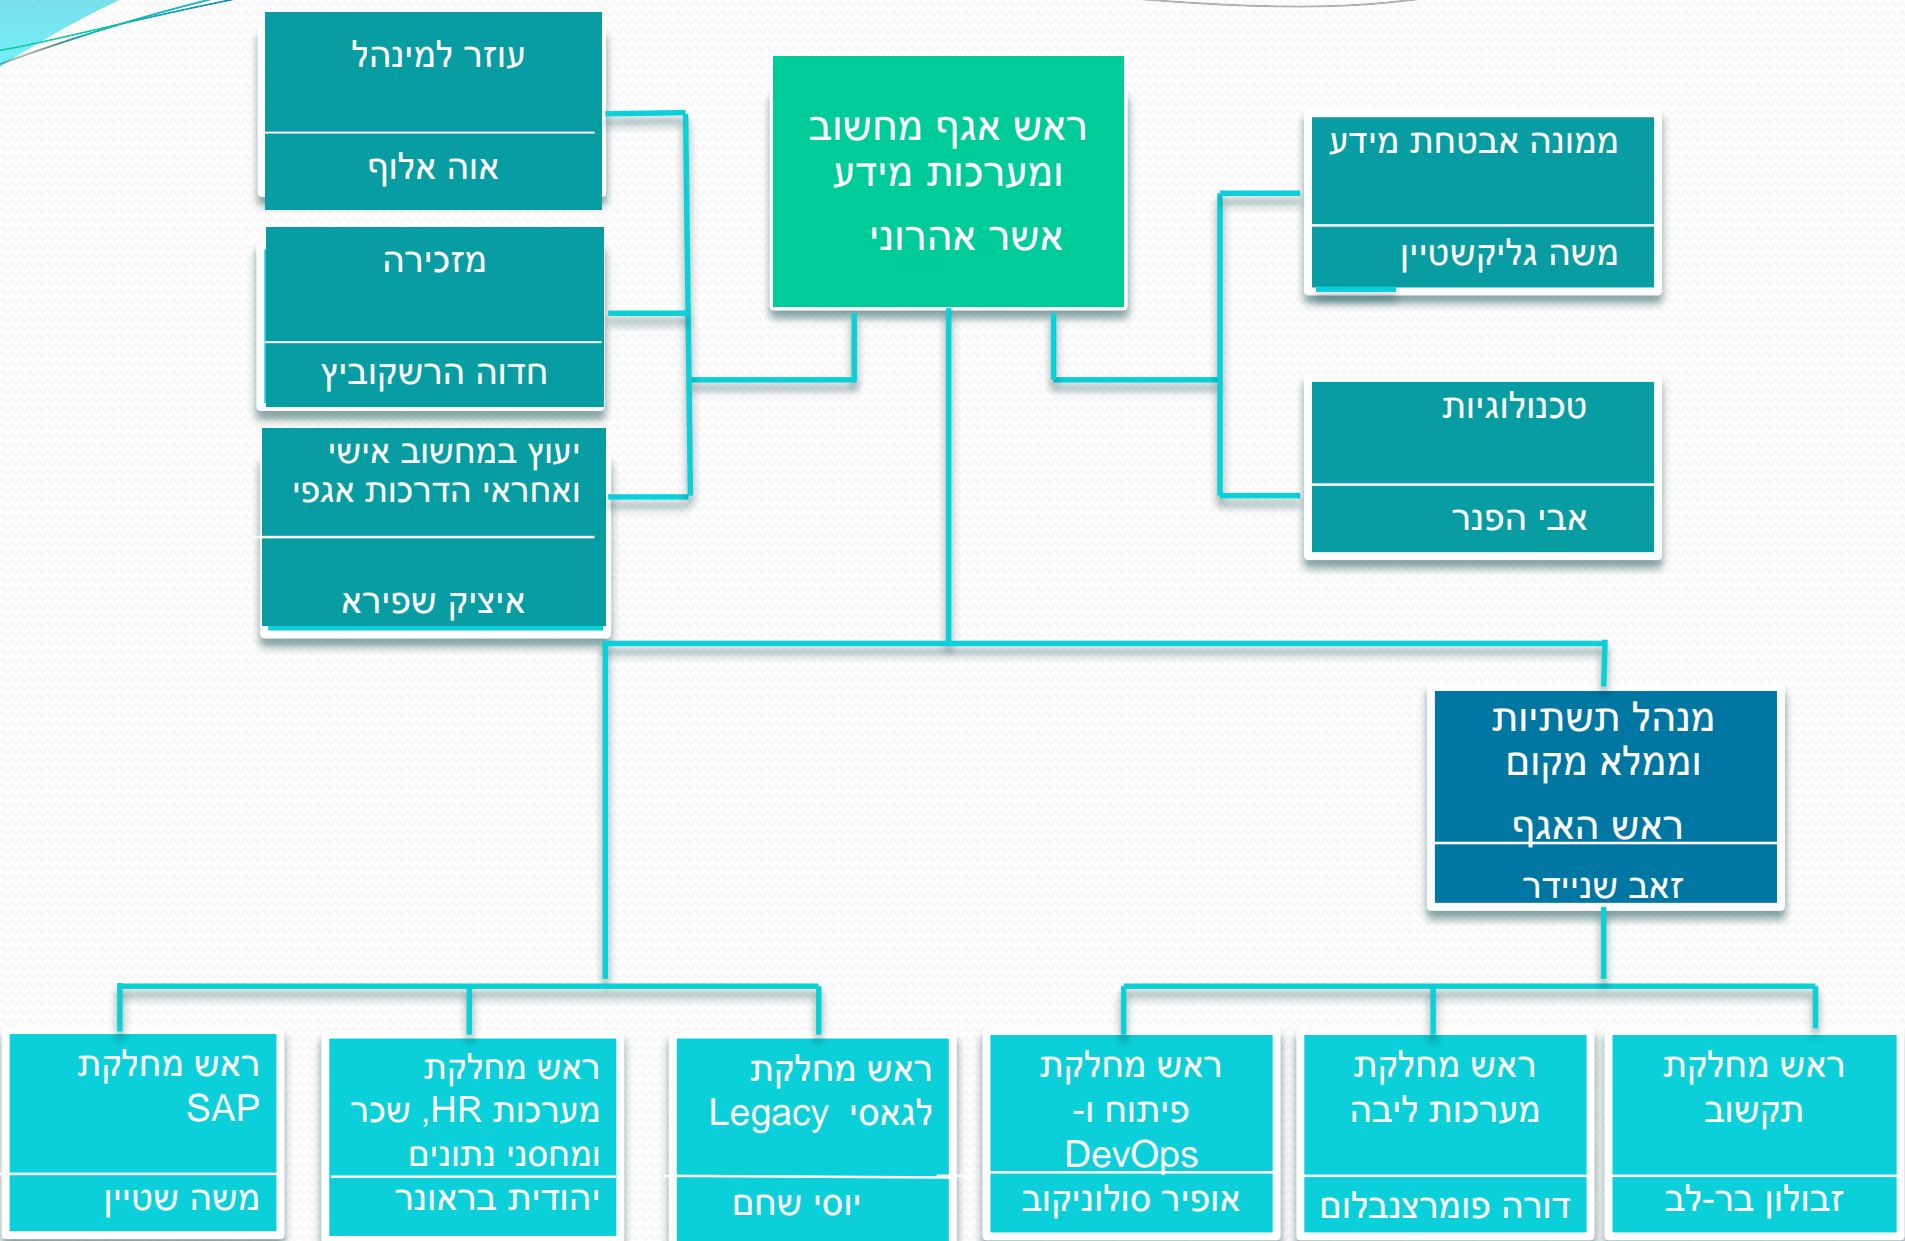 ראש אגף מחשוב
ומערכות מידע
אשר אהרוני
ממונה אבטחת מידע
משה גליקשטיין
טכנולוגיות
אבי הפנר
עוזר למינהל
אוה אלוף
מזכירה
חדוה הרשקוביץ
יעוץ במחשוב אישי
ואחראי הדרכות אגפי
איציק שפירא
מנהל תשתיות
וממלא מקום
ראש האגף
זאב שניידר
ראש מחלקת
תקשוב
זבולון בר-לב
ראש מחלקת
מערכות ליבה
דורה פומרצנבלום
ראש מחלקת
פיתוח ו-
DevOps
אופיר סולוניקוב
ראש מחלקת
לגאסי Legacy
יוסי שחם
ראש מחלקת
מערכות HR, שכר
ומחסני נתונים
יהודית בראונר
ראש מחלקת
SAP
משה שטיין